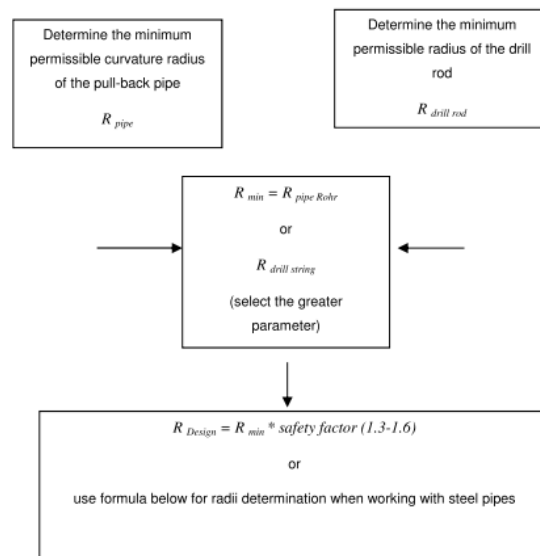 Determine the minimum
permissible curvature radius
of the pull-back pipe
R pipe
Determine the minimum
permissible radius of the drill
rod
R drill rod
R min = R pipe Rohr
or
R drill string
(select the greater
parameter)
R Design = R min * safety factor (1.3-1.6)
or
use formula below for radii determination when working with steel pipes